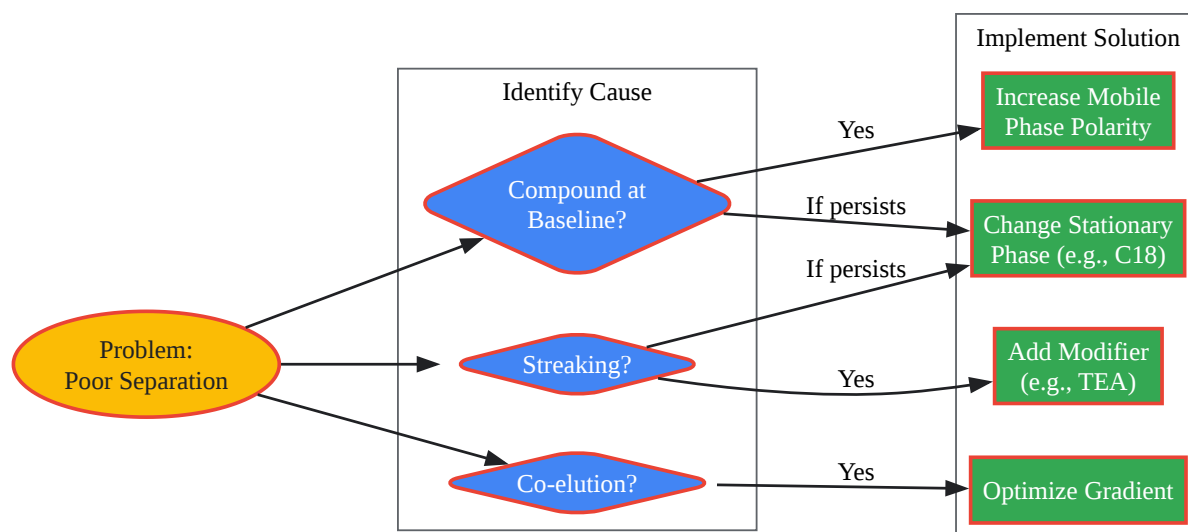 Implement Solution
Identify Cause
Increase Mobile
Phase Polarity
Yes
Compound at
Baseline?
If persists
Change Stationary
Phase (e.g., C18)
If persists
Problem:
Poor Separation
Streaking?
Yes
Add Modifier
(e.g., TEA)
Co-elution?
Yes
Optimize Gradient